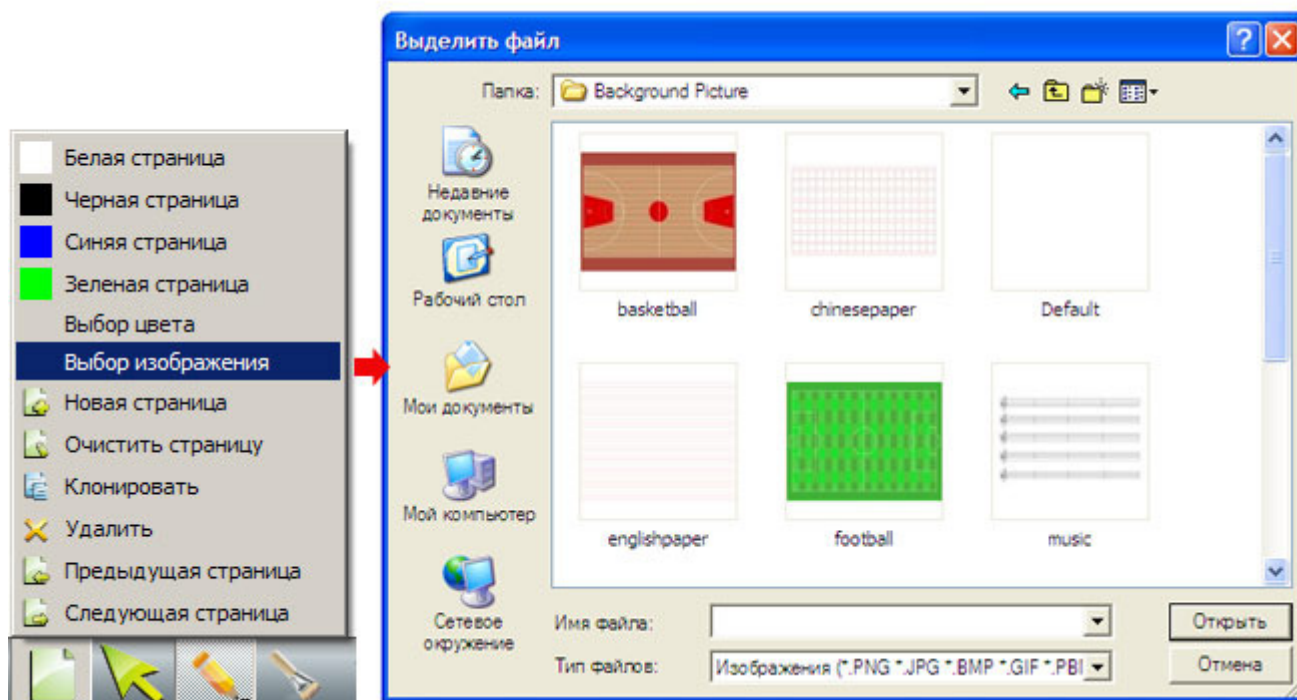 Белая страница
Черная страница
Синяя страница
Зеленая страница
Выбор цвета
Выбор изображения
Новая страница
Очистить страницу
Клонировать
Удалить
Предыдущая страница
Следующая страница
Выделить файл
Папка:
Background Picture
Недавние
документы
Рабочий стол
Мои документы
Мой компьютер
Сетевое
окружение
basketball
chinesepaper
Default
englishpaper
football
music
Имя файла:
Открыть
Тип файлов:
Изображения (*.PNG *.JPG *.BMP *.GIF *.PBI
Отмена